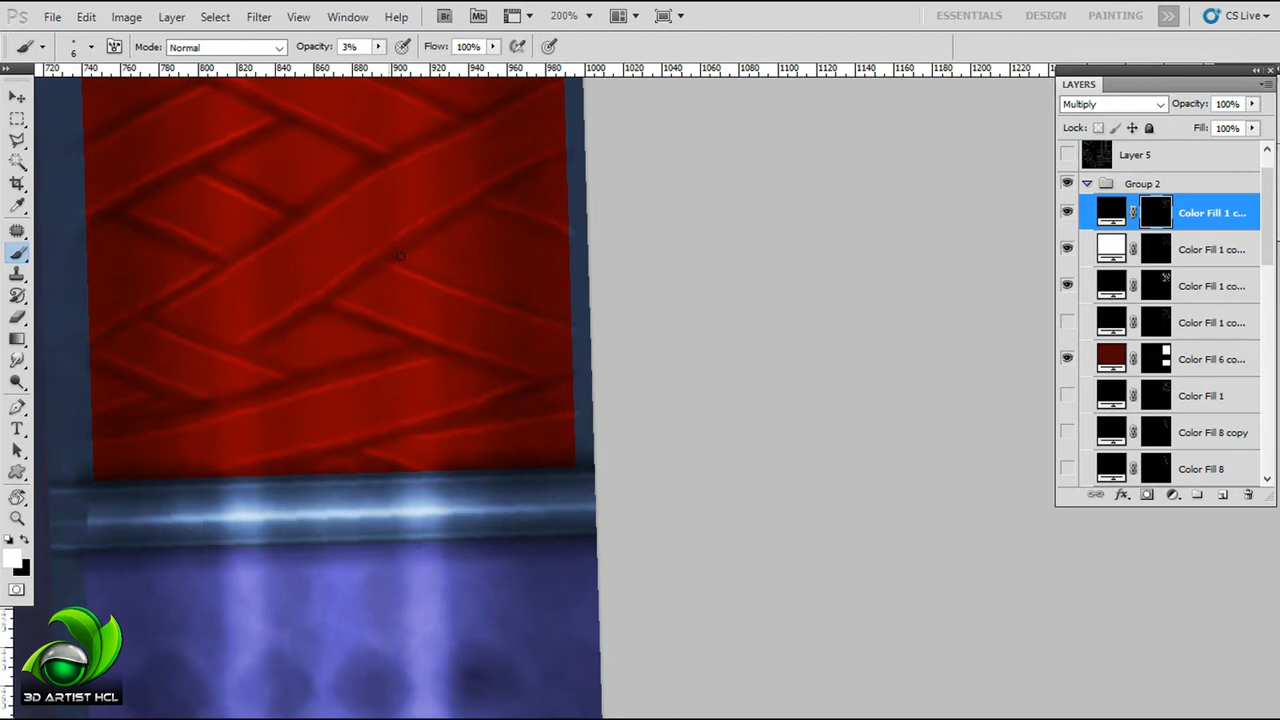 Ps File Edit Image Layer Select Filter View Window Help Br Mb 200% ESSENTIALS DESIGN PAINTING CS Live
6 Mode: Normal Opacity: 3% Flow: 100%
720 740 760 780 800 820 840 860 880 900 920 940 960 980 1000 1020 1040 1060 1080 1100 1120 1140 1160 1180 1200 1220
LAYERS
Multiply Opacity: 100%
Lock: Fill: 100%
Layer 5
Group 2
Color Fill 1 c...
Color Fill 1 co...
Color Fill 1 co...
Color Fill 1 co...
Color Fill 6 co...
Color Fill 1
Color Fill 8 copy
Color Fill 8
fx
T
3D ARTIST HCL